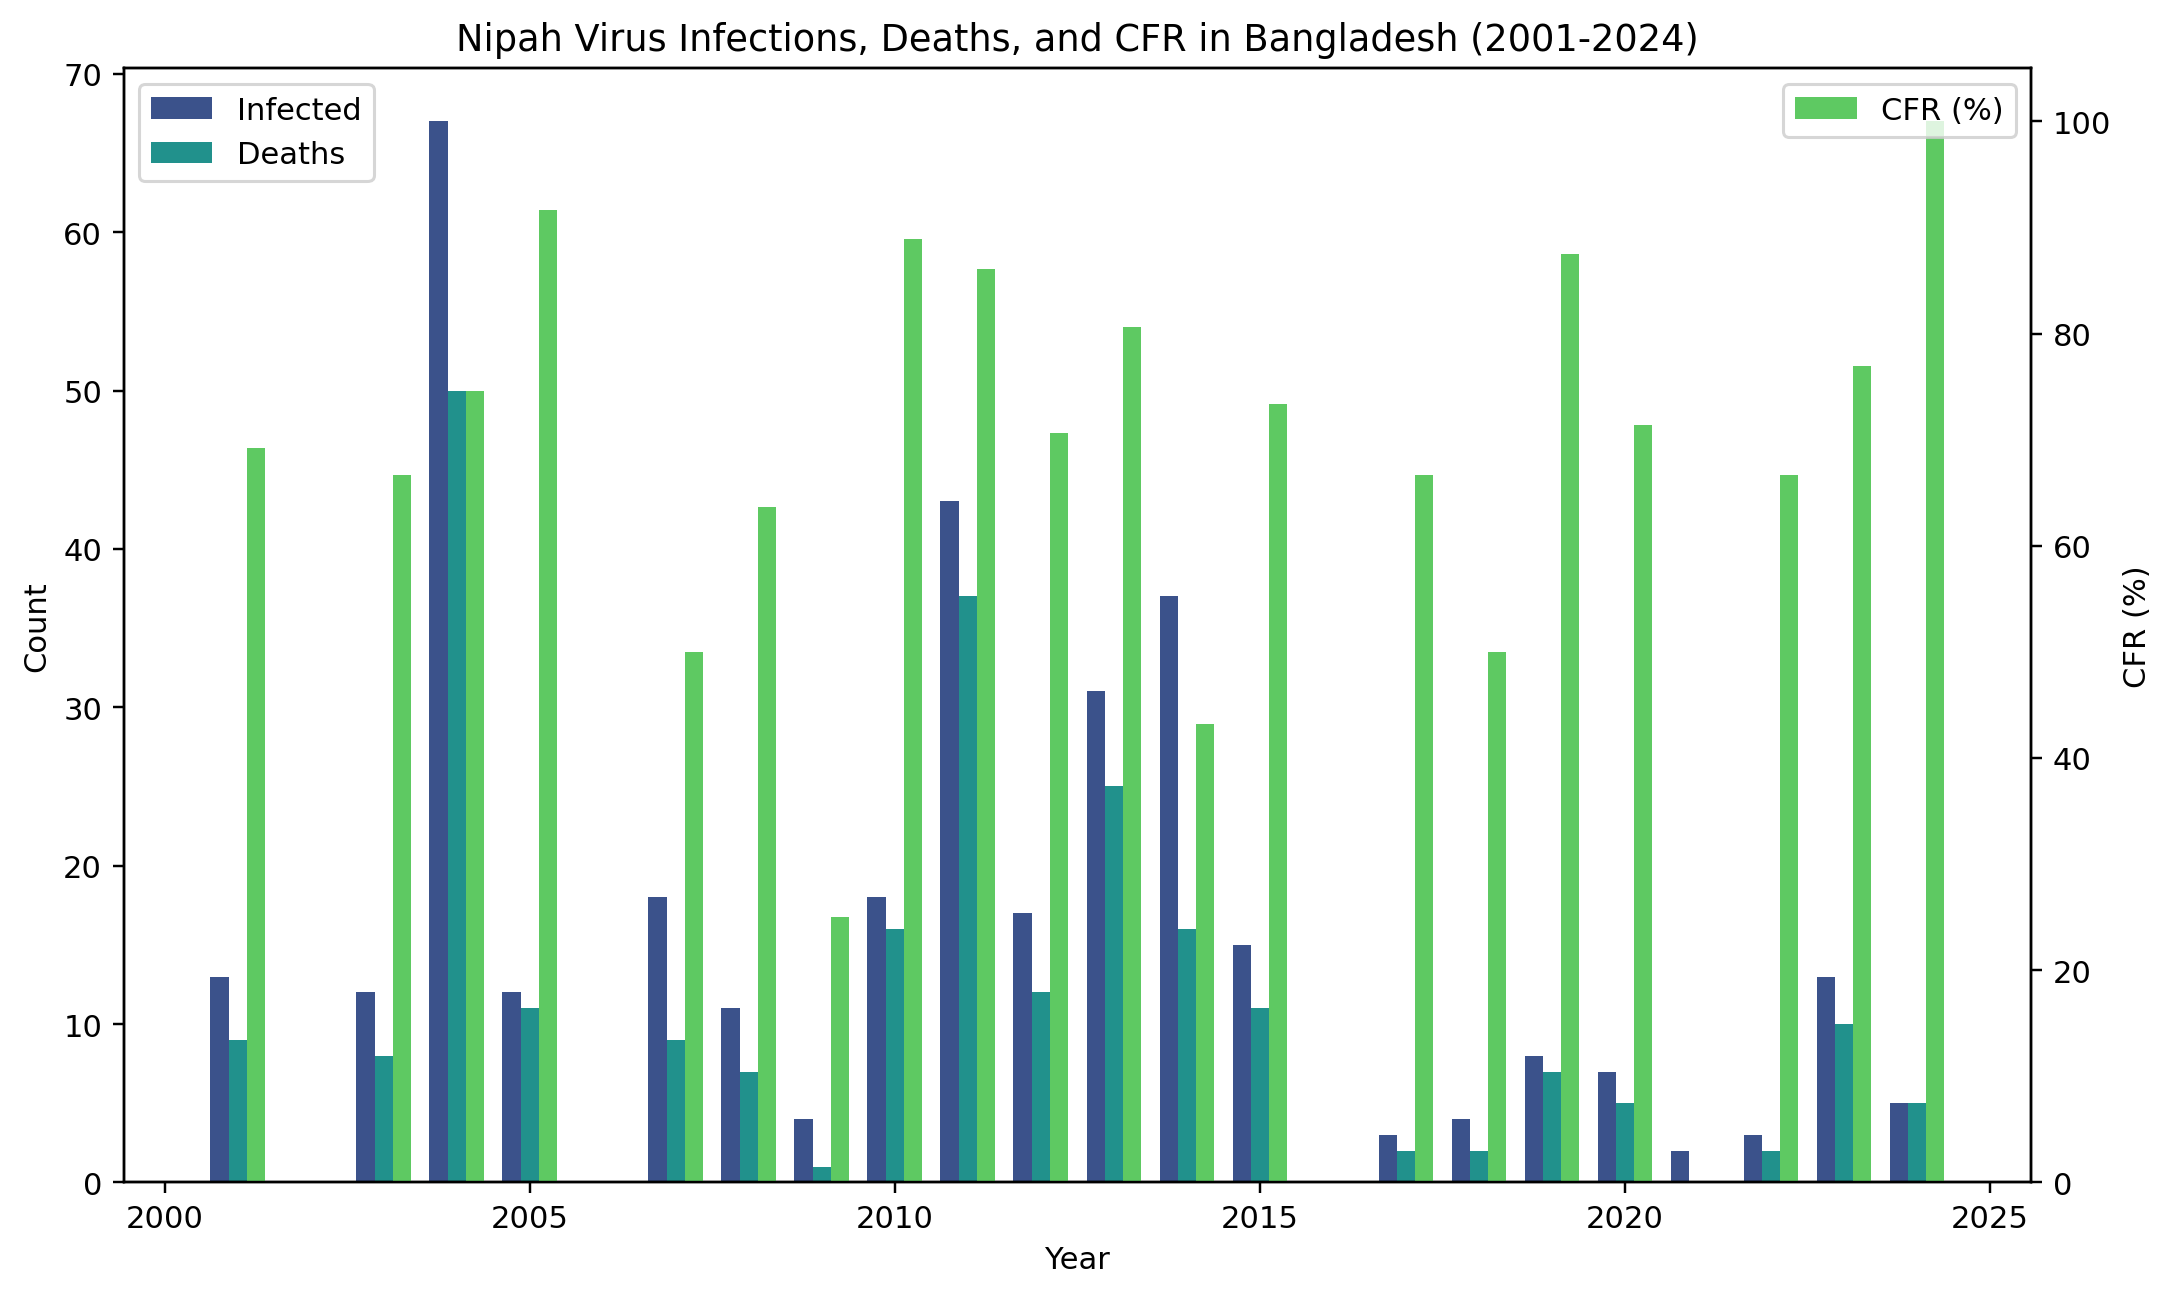 Nipah Virus Infections, Deaths, and CFR in Bangladesh (2001-2024)
Infected
Deaths
CFR (%)
70
60
50
40
30
20
10
0
Count
100
80
60
40
20
0
CFR (%)
2000 2005 2010 2015 2020 2025
Year